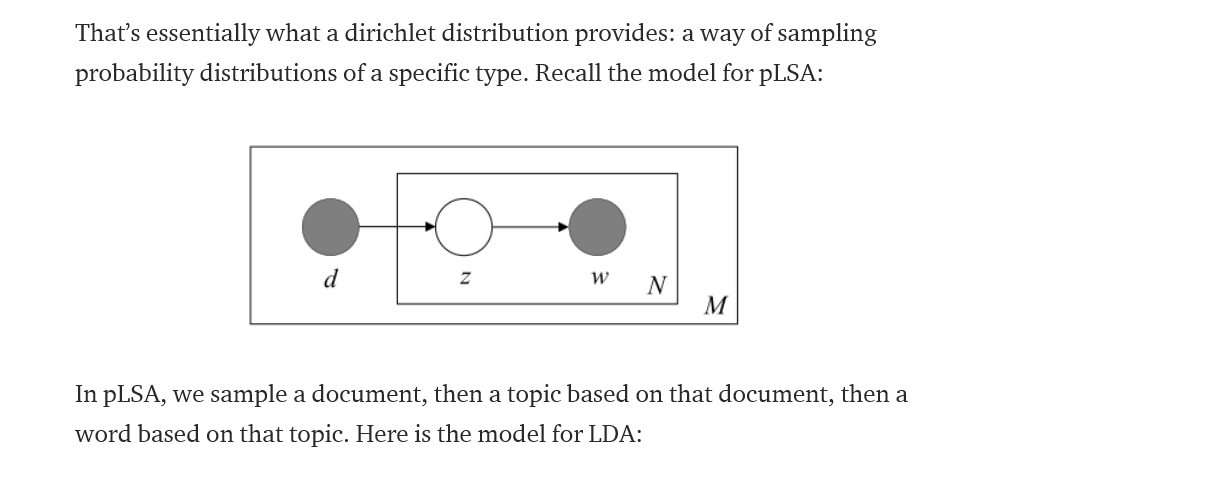 That’s essentially what a dirichlet distribution provides: a way of sampling
probability distributions of a specific type. Recall the model for pLSA:
d
z
w
N
M
In pLSA, we sample a document, then a topic based on that document, then a
word based on that topic. Here is the model for LDA: